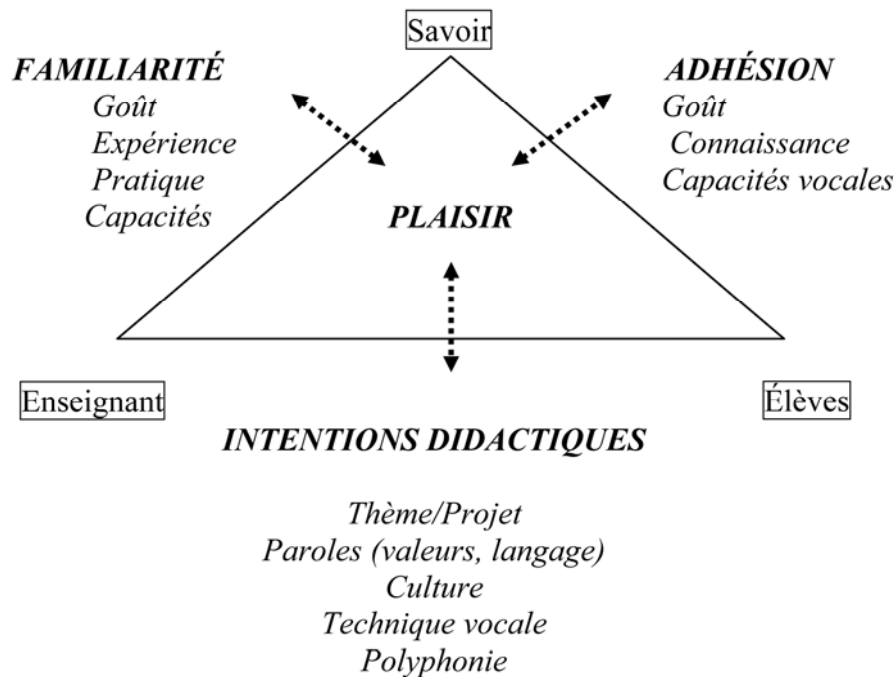 Savoir
FAMILIARITÉ
Goût
Expérience
Pratique
Capacités
ADHÉSION
Goût
Connaissance
Capacités vocales
PLAISIR
Enseignant
Élèves
INTENTIONS DIDACTIQUES
Thème/Projet
Paroles (valeurs, langage)
Culture
Technique vocale
Polyphonie